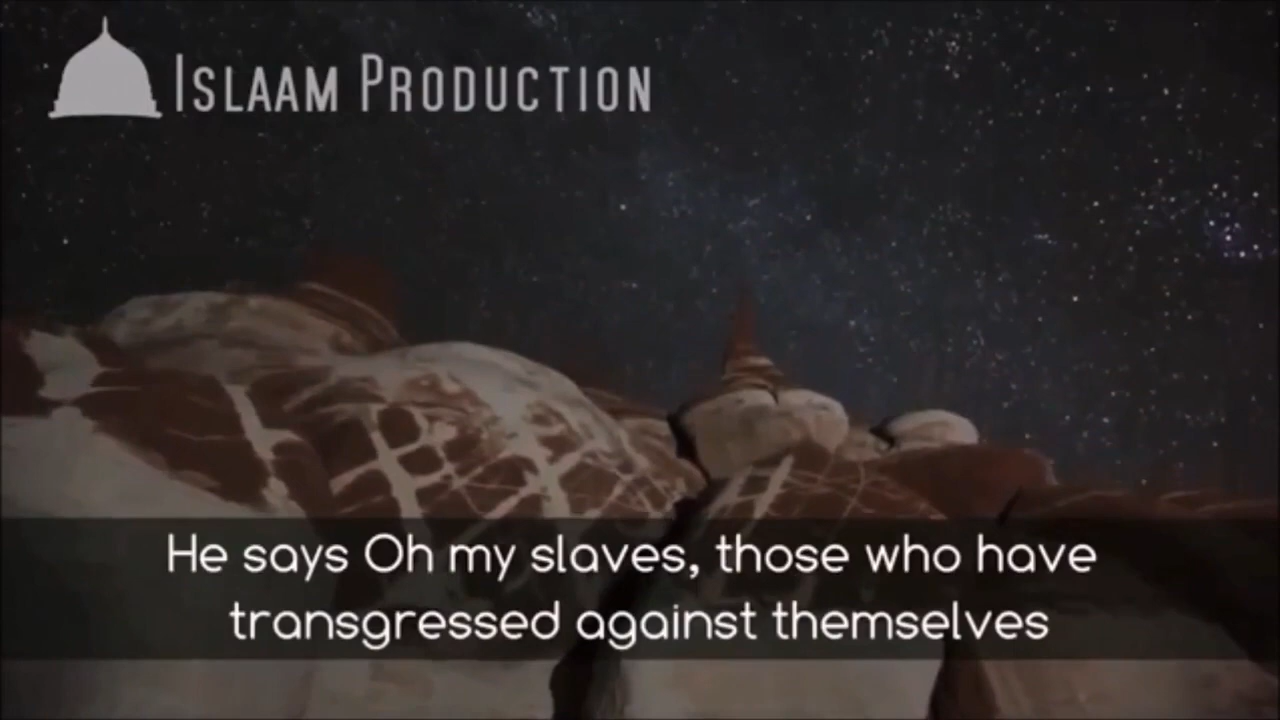 Islaam Production
He says Oh my slaves, those who have
transgressed against themselves